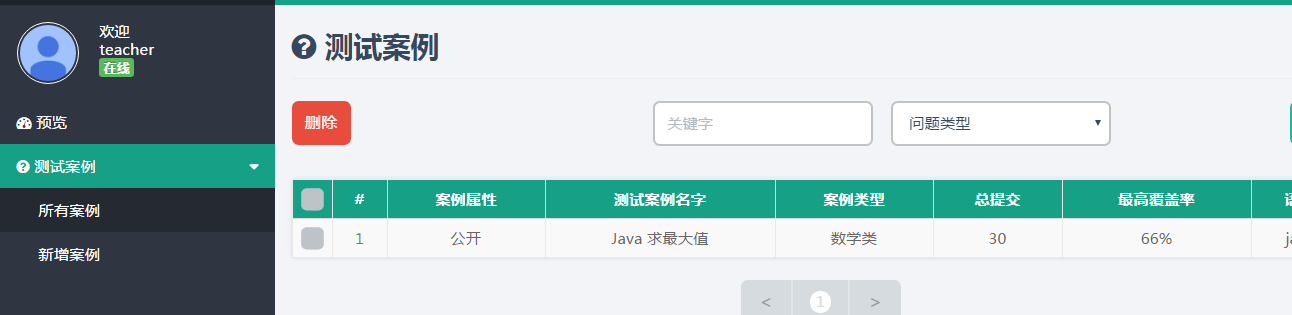 欢迎
teacher
在线
预览
测试案例
所有案例
新增案例
测试案例
删除
关键字
问题类型
# 案例属性 测试案例名字 案例类型 总提交 最高覆盖率
1 公开 Java 求最大值 数学类 30 66%
< 1 >